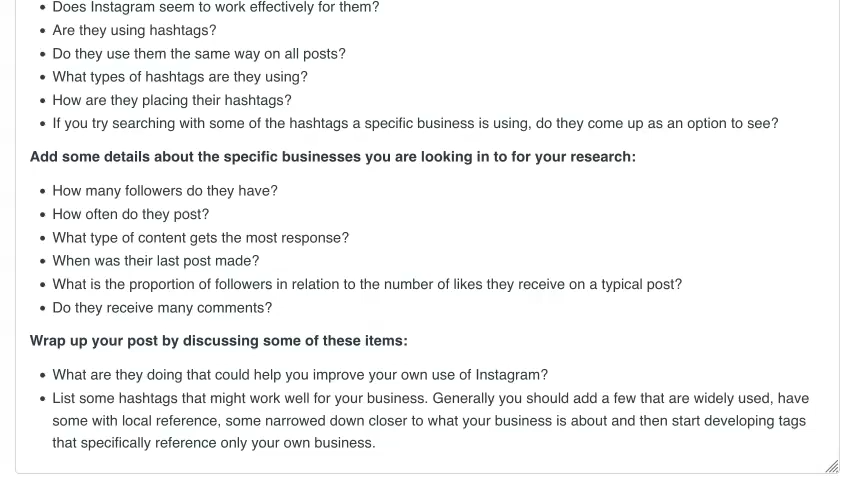 • Does Instagram seem to work effectively for them?
• Are they using hashtags?
• Do they use them the same way on all posts?
• What types of hashtags are they using?
• How are they placing their hashtags?
• If you try searching with some of the hashtags a specific business is using, do they come up as an option to see?
Add some details about the specific businesses you are looking in to for your research:
• How many followers do they have?
• How often do they post?
• What type of content gets the most response?
• When was their last post made?
• What is the proportion of followers in relation to the number of likes they receive on a typical post?
• Do they receive many comments?
Wrap up your post by discussing some of these items:
• What are they doing that could help you improve your own use of Instagram?
• List some hashtags that might work well for your business. Generally you should add a few that are widely used, have
some with local reference, some narrowed down closer to what your business is about and then start developing tags
that specifically reference only your own business.